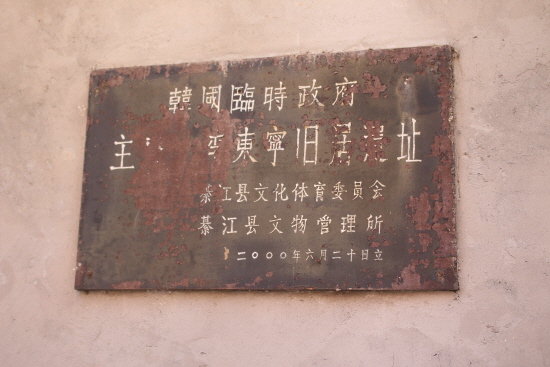 韓國臨時政府
主 李東寧旧居遗址
綦江县文化体育委员会
綦江县文物管理所
二〇〇〇年六月二十日立